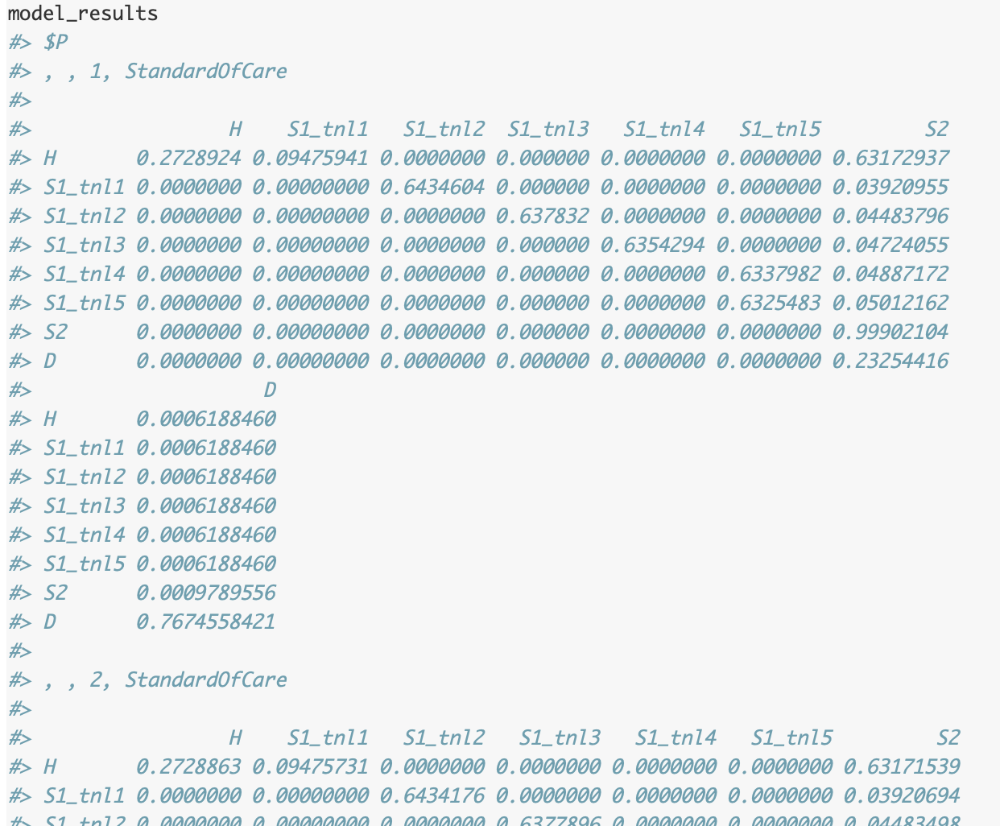 model_results
#> $P
#> , , 1, StandardOfCare
#>
#>                 H    S1_tnl1   S1_tnl2  S1_tnl3   S1_tnl4   S1_tnl5         S2
#> H       0.2728924 0.09475941 0.0000000 0.000000 0.0000000 0.0000000 0.63172937
#> S1_tnl1 0.0000000 0.00000000 0.6434604 0.000000 0.0000000 0.0000000 0.03920955
#> S1_tnl2 0.0000000 0.00000000 0.0000000 0.637832 0.0000000 0.0000000 0.04483796
#> S1_tnl3 0.0000000 0.00000000 0.0000000 0.000000 0.6354294 0.0000000 0.04724055
#> S1_tnl4 0.0000000 0.00000000 0.0000000 0.000000 0.0000000 0.6337982 0.04887172
#> S1_tnl5 0.0000000 0.00000000 0.0000000 0.000000 0.0000000 0.6325483 0.05012162
#> S2      0.0000000 0.00000000 0.0000000 0.000000 0.0000000 0.0000000 0.99902104
#> D       0.0000000 0.00000000 0.0000000 0.000000 0.0000000 0.0000000 0.23254416
#>                    D
#> H       0.0006188460
#> S1_tnl1 0.0006188460
#> S1_tnl2 0.0006188460
#> S1_tnl3 0.0006188460
#> S1_tnl4 0.0006188460
#> S1_tnl5 0.0006188460
#> S2      0.0009789556
#> D       0.7674558421
#>
#> , , 2, StandardOfCare
#>
#>                 H    S1_tnl1   S1_tnl2   S1_tnl3   S1_tnl4   S1_tnl5         S2
#> H       0.2728863 0.09475731 0.0000000 0.0000000 0.0000000 0.0000000 0.63171539
#> S1_tnl1 0.0000000 0.00000000 0.6434176 0.0000000 0.0000000 0.0000000 0.03920694
#> S1_tnl2 0.0000000 0.00000000 0.0000000 0.6377896 0.0000000 0.0000000 0.04483498